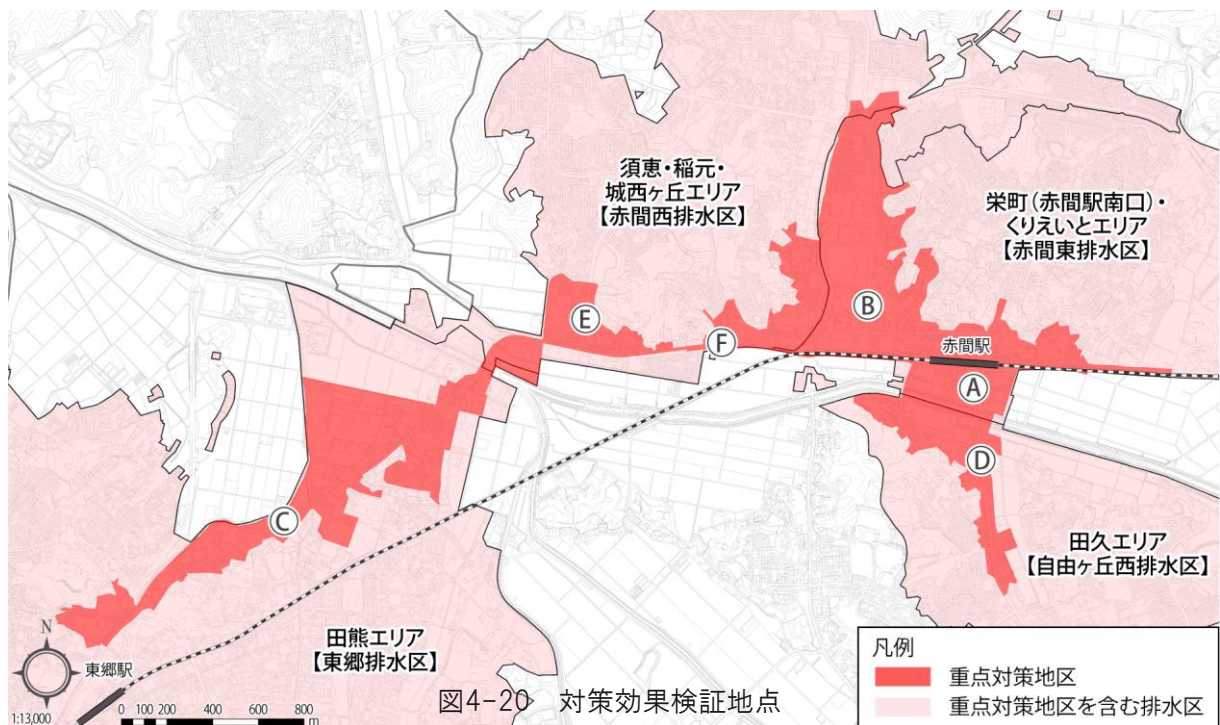 須恵・稲元・
城西ヶ丘エリア
【赤間西排水区】
栄町(赤間駅南口)・
くりえいとエリア
【赤間東排水区】
E
F
B
赤間駅
A
D
C
田久エリア
【自由ヶ丘西排水区】
田熊エリア
【東郷排水区】
N
東郷駅
1:13,000
0 100 200 400 600 800
m
図4-20 対策効果検証地点
凡例
重点対策地区
重点対策地区を含む排水区